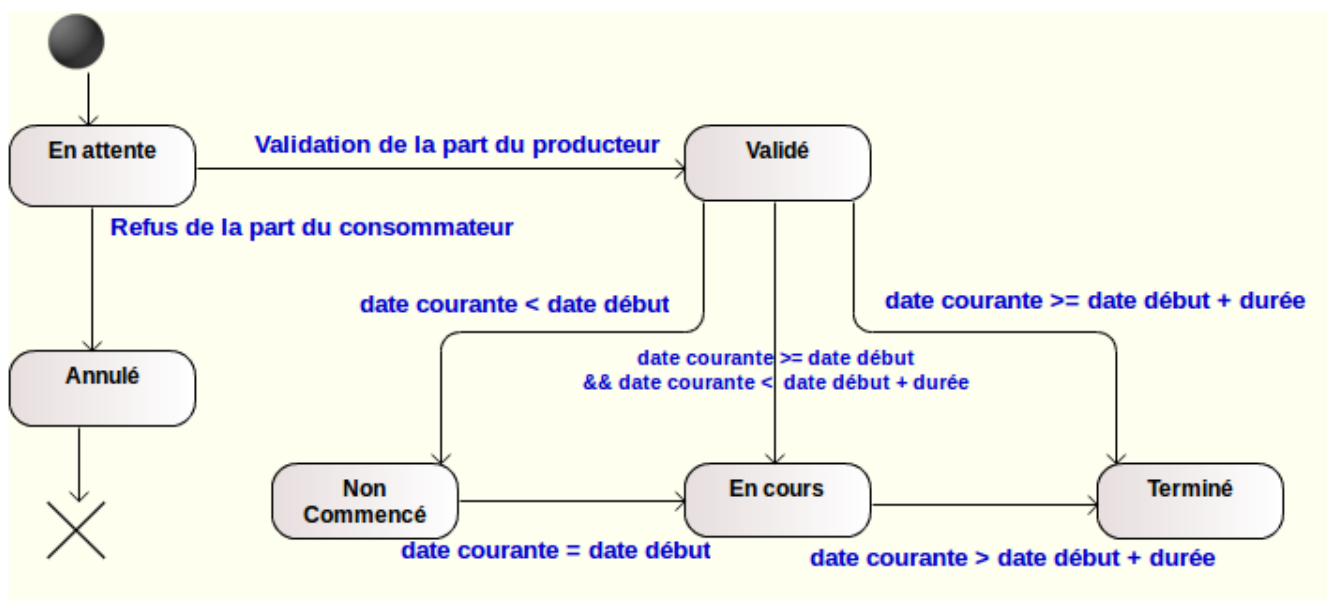 En attente
Validation de la part du producteur
Validé
Refus de la part du consommateur
date courante < date début
date courante >= date début + durée
date courante >= date début
&& date courante < date début + durée
Annulé
Non
Commencé
En cours
Terminé
date courante = date début
date courante > date début + durée